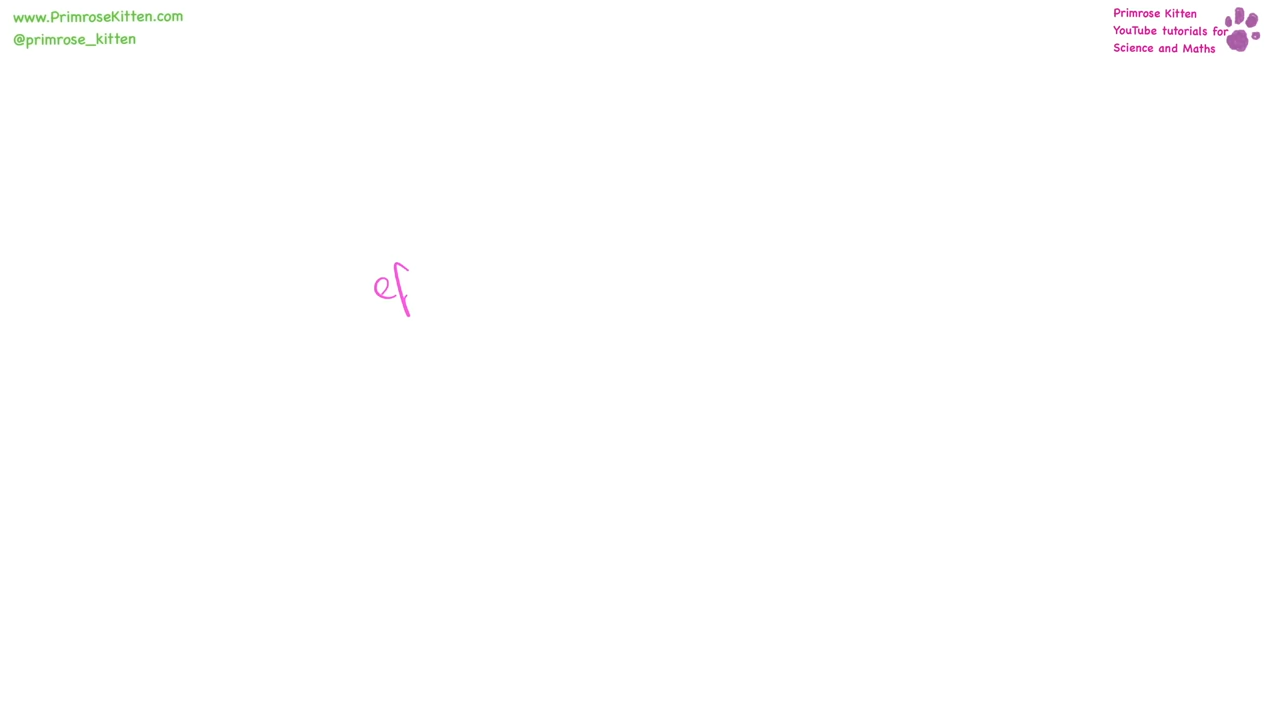 www.PrimroseKitten.com
@primrose_kitten
Primrose Kitten
YouTube tutorials for
Science and Maths
ef